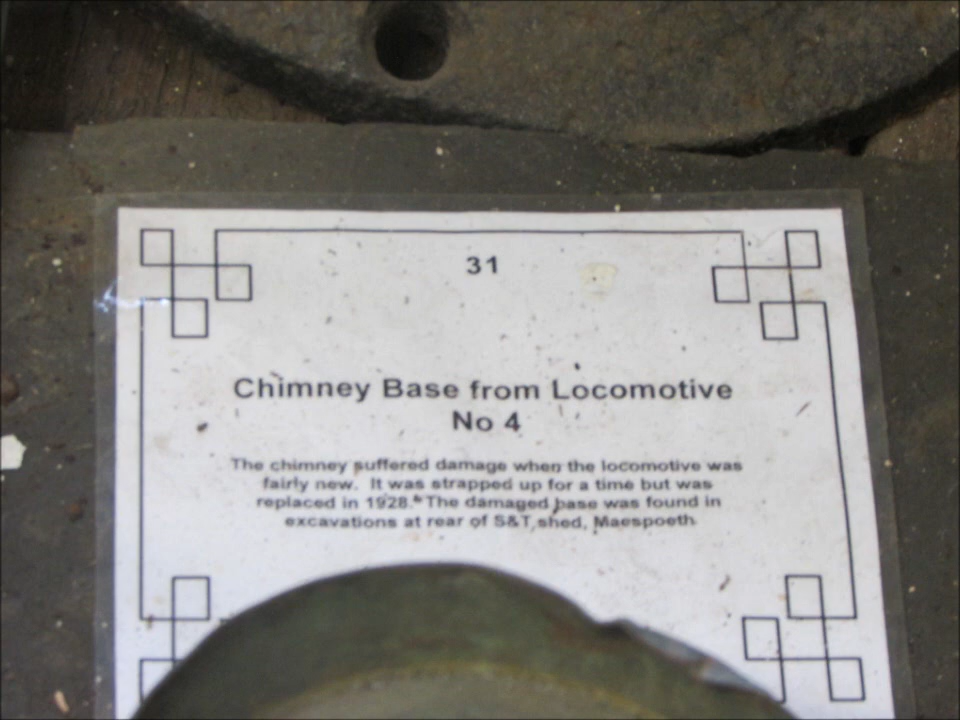 31
Chimney Base from Locomotive
No 4
The chimney suffered damage when the locomotive was
fairly new. It was strapped up for a time but was
replaced in 1928. The damaged base was found in
excavations at rear of S&T shed, Maespoeth